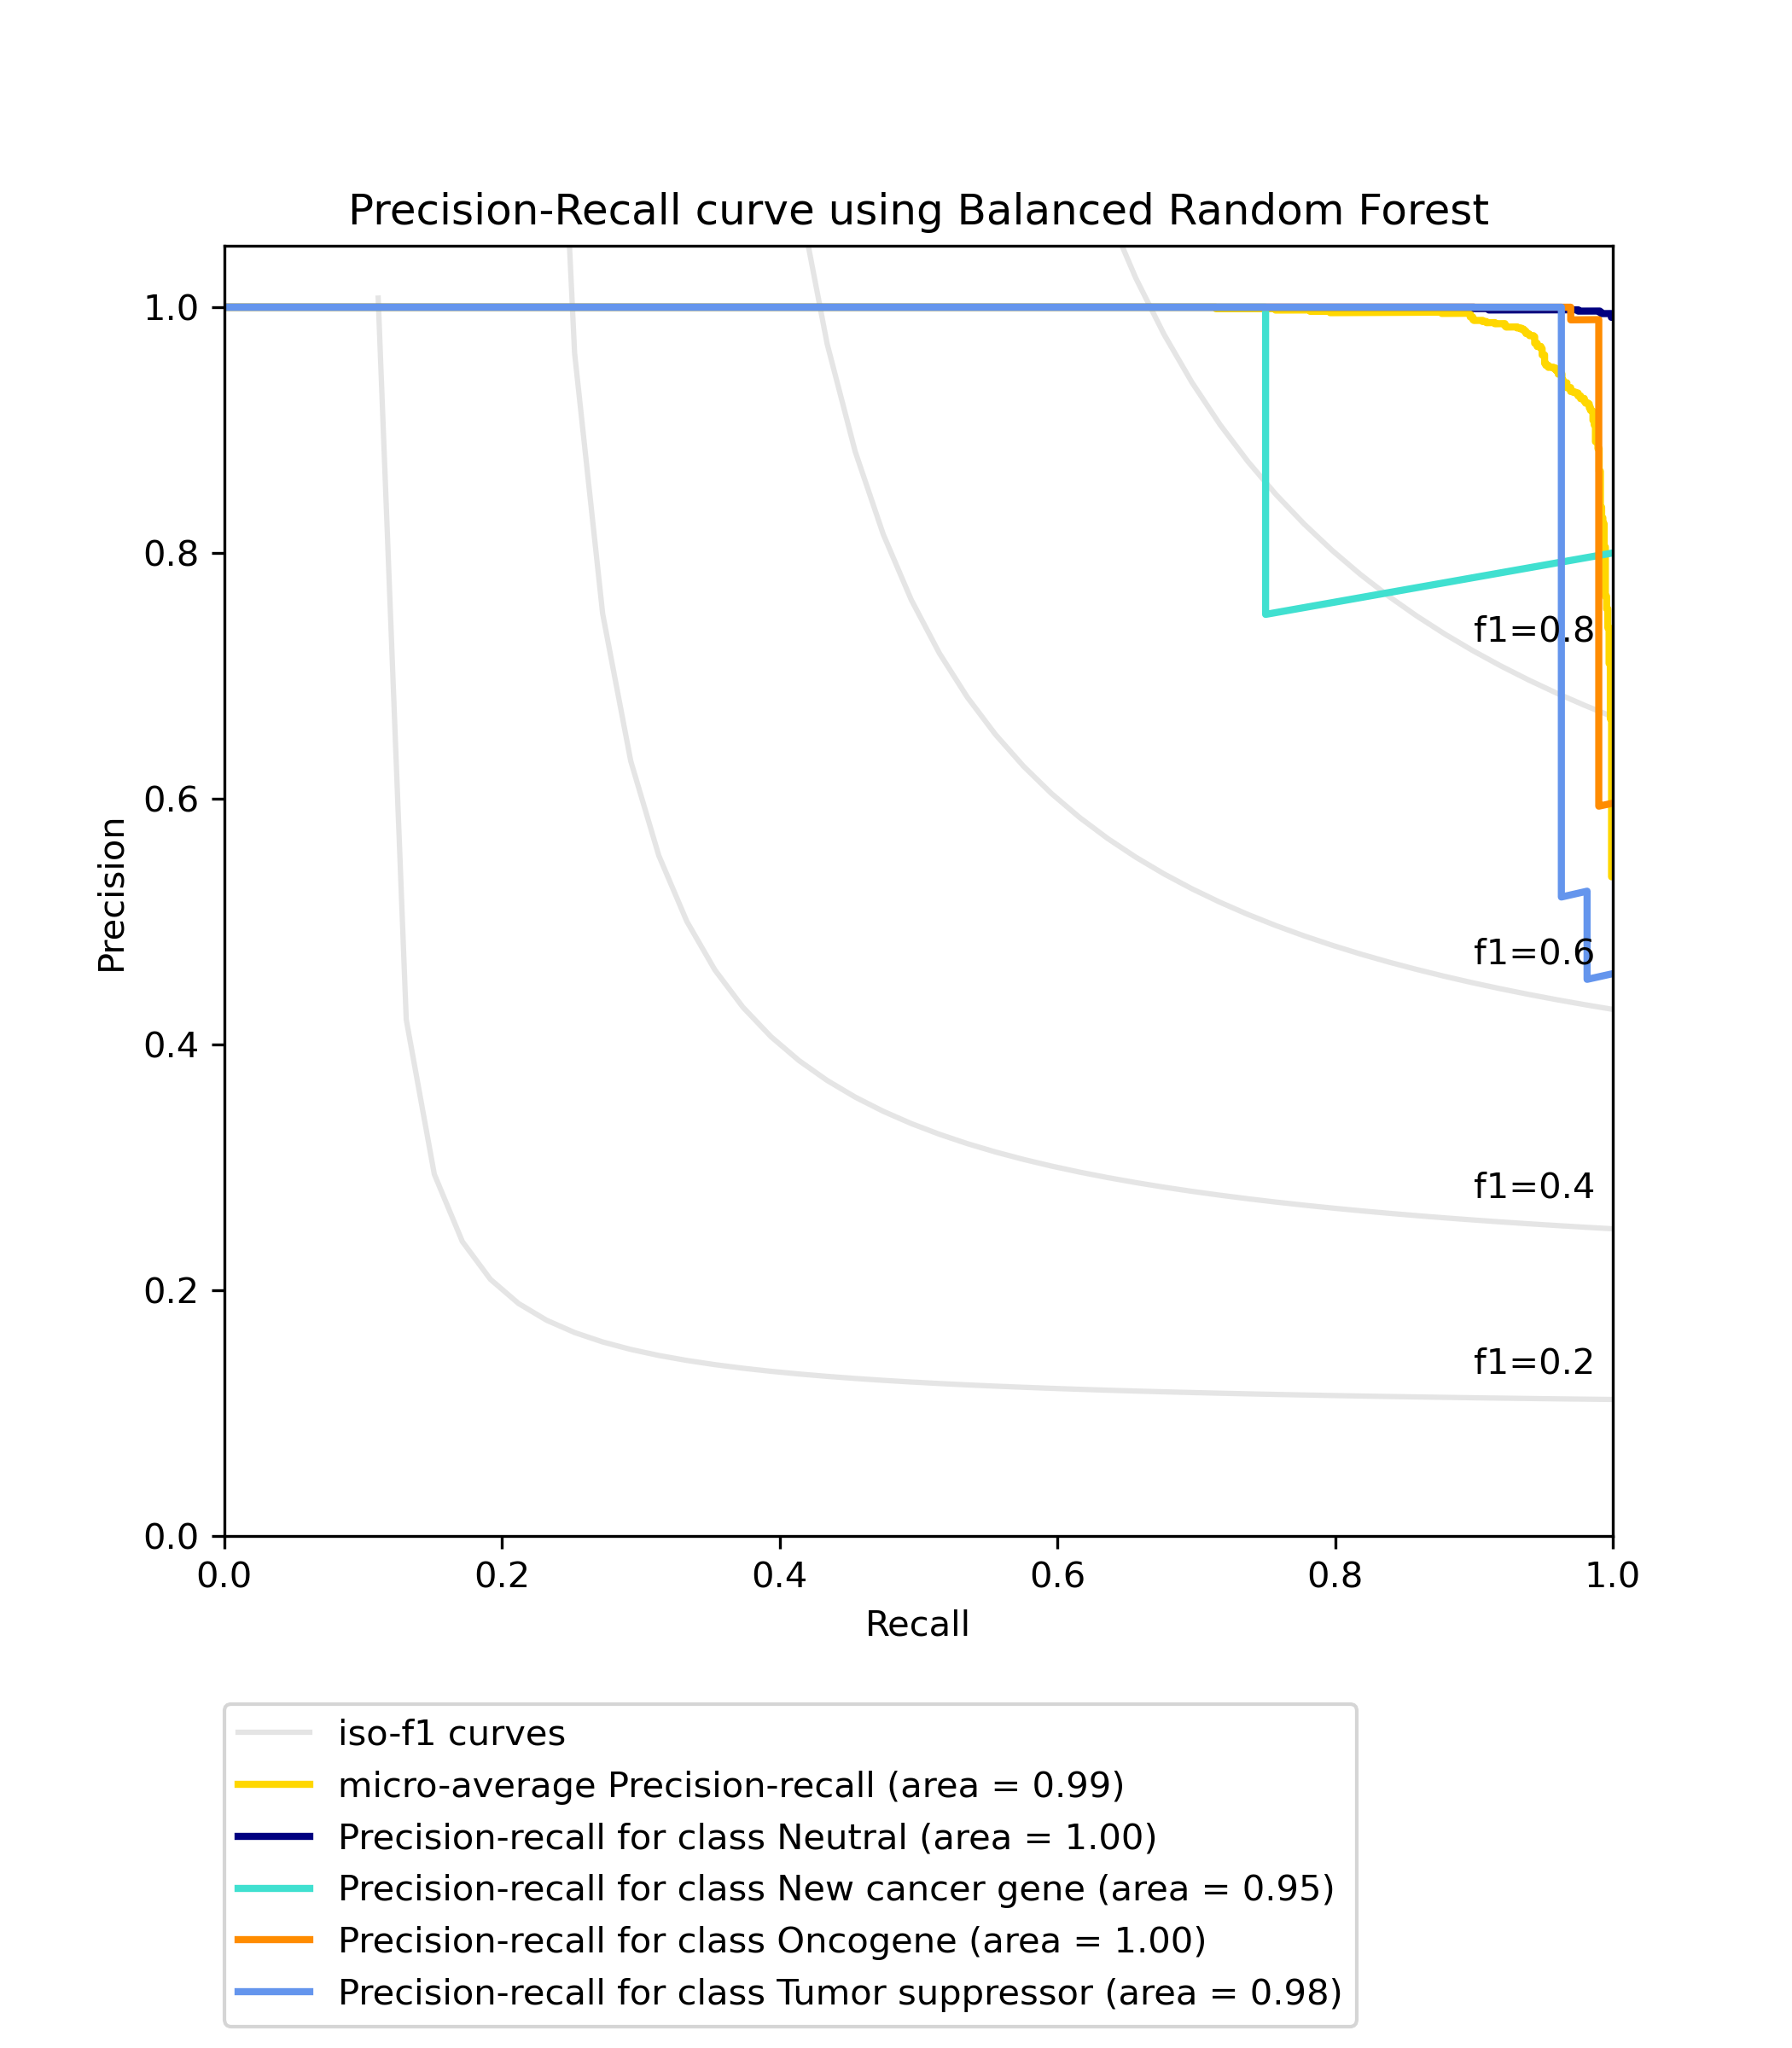 Precision-Recall curve using Balanced Random Forest
1.0
0.8
f1=0.8
0.6
Precision
f1=0.6
0.4
f1=0.4
0.2
f1=0.2
0.0
0.0 0.2 0.4 0.6 0.8 1.0
Recall
iso-f1 curves
micro-average Precision-recall (area = 0.99)
Precision-recall for class Neutral (area = 1.00)
Precision-recall for class New cancer gene (area = 0.95)
Precision-recall for class Oncogene (area = 1.00)
Precision-recall for class Tumor suppressor (area = 0.98)